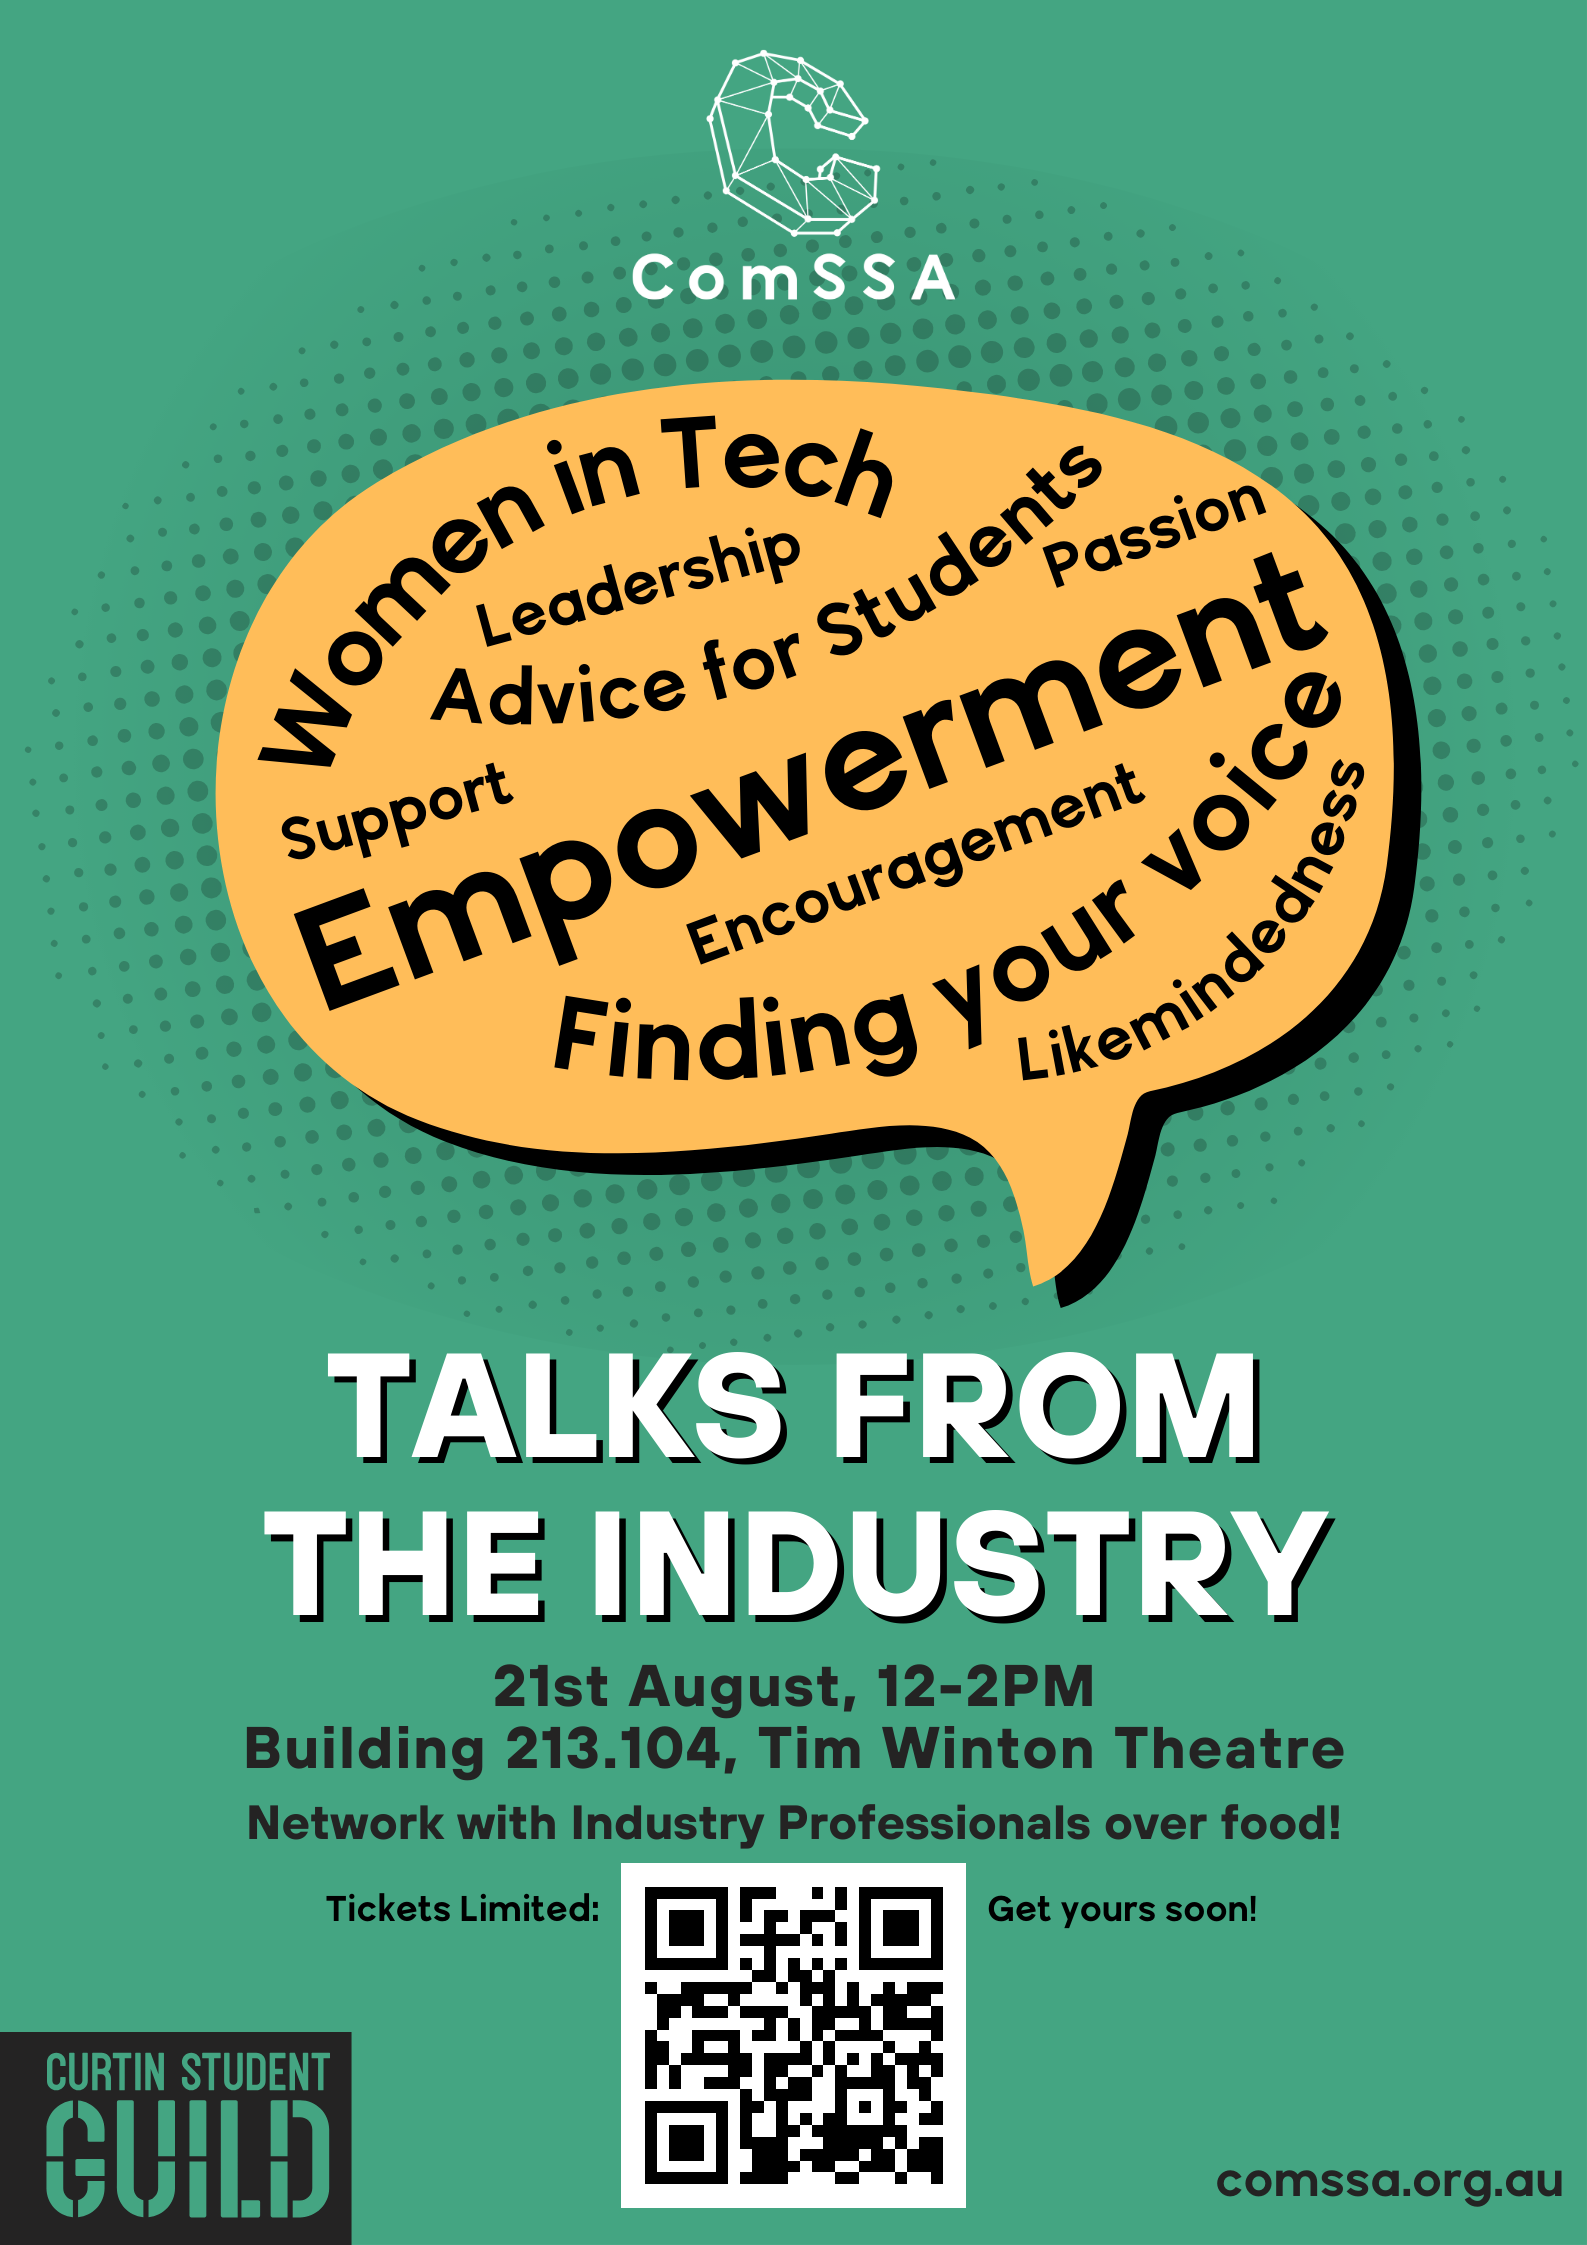 ComSSA
Women in Tech
Leadership
Advice for Students
Passion
Support
Empowerment
Encouragement
Finding your voice
Likemindedness
TALKS FROM
THE INDUSTRY
21st August, 12-2PM
Building 213.104, Tim Winton Theatre
Network with Industry Professionals over food!
Tickets Limited:
Get yours soon!
CURTIN STUDENT
GUILD
comssa.org.au